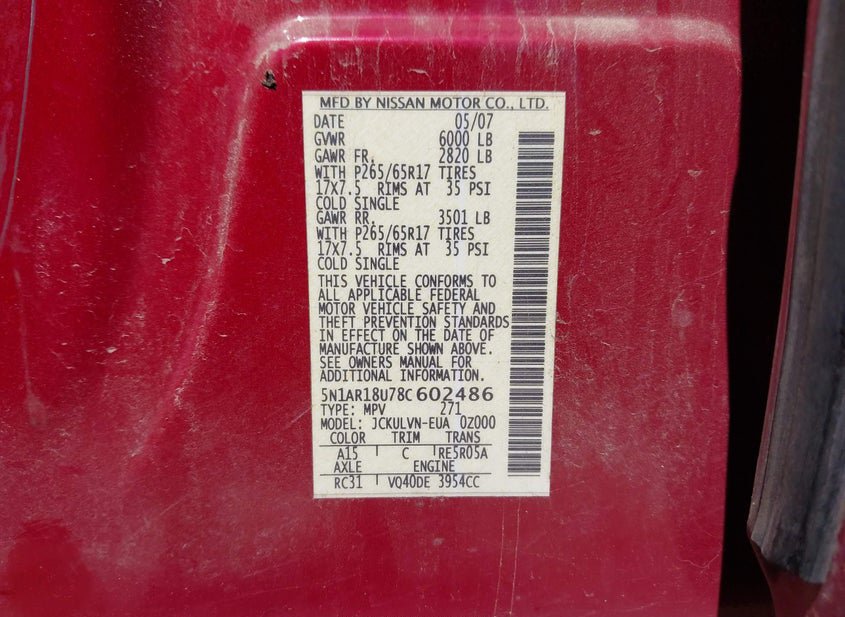 MFD BY NISSAN MOTOR CO., LTD.
DATE 05/07
GVWR 6000 LB
GAWR FR. 2820 LB
WITH P265/65R17 TIRES
17X7.5 RIMS AT 35 PSI
COLD SINGLE
GAWR RR. 3501 LB
WITH P265/65R17 TIRES
17X7.5 RIMS AT 35 PSI
COLD SINGLE
THIS VEHICLE CONFORMS TO
ALL APPLICABLE FEDERAL
MOTOR VEHICLE SAFETY AND
THEFT PREVENTION STANDARDS
IN EFFECT ON THE DATE OF
MANUFACTURE SHOWN ABOVE.
SEE OWNERS MANUAL FOR
ADDITIONAL INFORMATION.
5N1AR18U78C602486
TYPE: MPV 271
MODEL: JCKULVN-EUA 0Z000
COLOR TRIM TRANS
A15 C RE5R05A
AXLE ENGINE
RC31 VQ40DE 3954CC